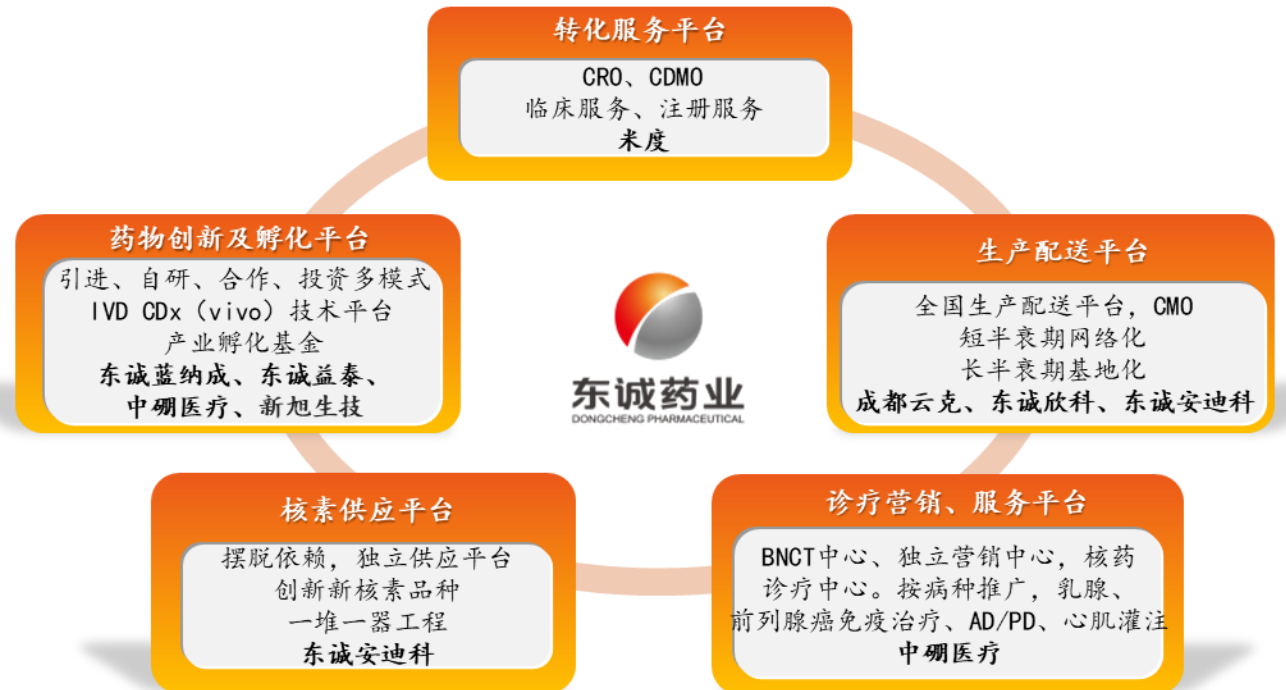 转化服务平台
CRO、CDMO
临床服务、注册服务
米度
药物创新及孵化平台
引进、自研、合作、投资多模式
IVD CDx（vivo）技术平台
产业孵化基金
东诚蓝纳成、东诚益泰、
中硼医疗、新旭生技
生产配送平台
全国生产配送平台，CMO
短半衰期网络化
长半衰期基地化
成都云克、东诚欣科、东诚安迪科
东诚药业
DONGCHENG PHARMACEUTICAL
核素供应平台
摆脱依赖，独立供应平台
创新新核素品种
一堆一器工程
东诚安迪科
诊疗营销、服务平台
BNCT中心、独立营销中心，核药
诊疗中心。按病种推广，乳腺、
前列腺癌免疫治疗、AD/PD、心肌灌注
中硼医疗